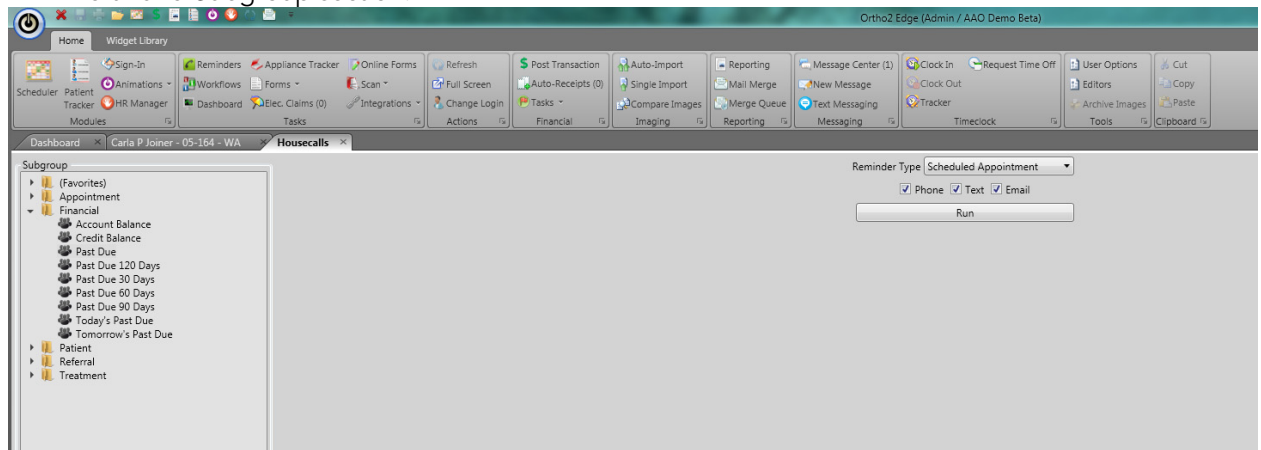 Ortho2 Edge (Admin / AAO Demo Beta)
Home Widget Library
Sign-In Reminders Appliance Tracker Online Forms Refresh $ Post Transaction Auto-Import Reporting Message Center (1) Clock In Request Time Off User Options Cut
Scheduler Patient Tracker Animations Workflows Forms Scan Full Screen Auto-Receipts (0) Single Import Mail Merge New Message Clock Out Editors Copy
HR Manager Dashboard Elec. Claims (0) Integrations Change Login Tasks Compare Images Merge Queue Text Messaging Tracker Archive Images Paste
Modules Tasks Actions Financial Imaging Reporting Messaging Timeclock Tools Clipboard
Dashboard Carla P Joiner - 05-164 - WA Housecalls
Subgroup
(Favorites)
Appointment
Financial
Account Balance
Credit Balance
Past Due
Past Due 120 Days
Past Due 30 Days
Past Due 60 Days
Past Due 90 Days
Today's Past Due
Tomorrow's Past Due
Patient
Referral
Treatment
Reminder Type Scheduled Appointment
Phone Text Email
Run